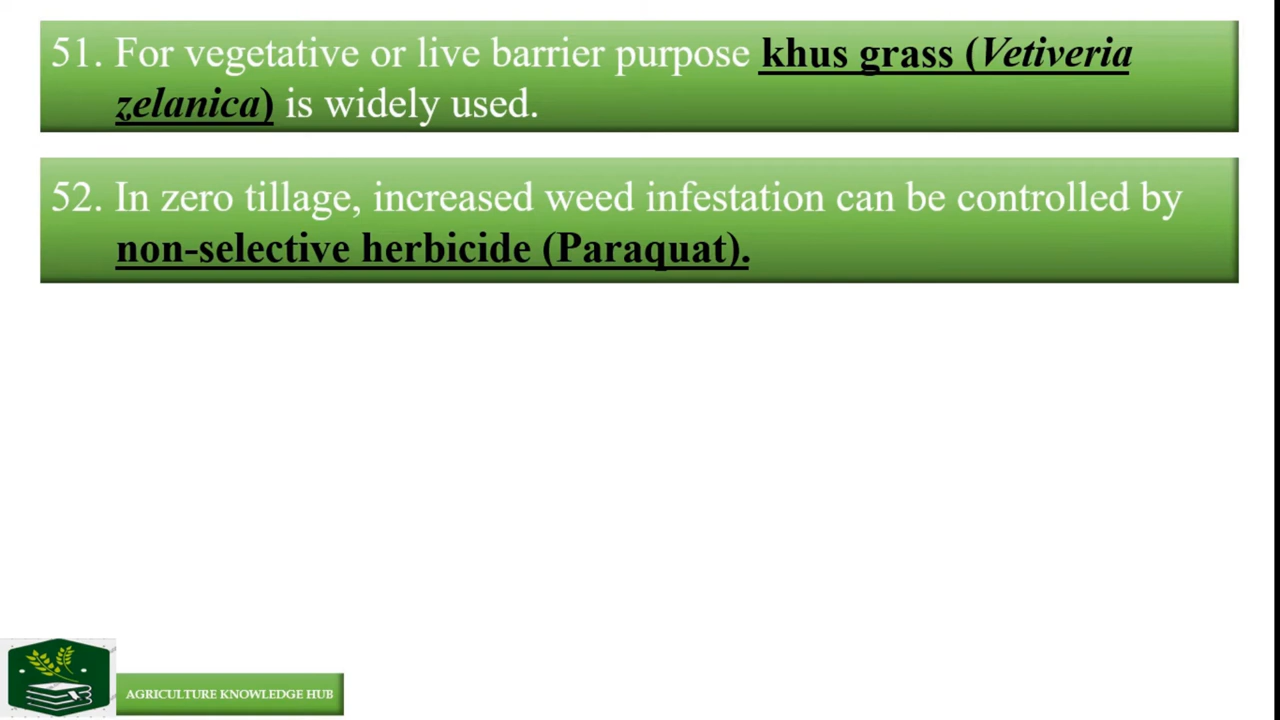 51. For vegetative or live barrier purpose khus grass (Vetiveria
zelanica) is widely used.
52. In zero tillage, increased weed infestation can be controlled by
non-selective herbicide (Paraquat).
AGRICULTURE KNOWLEDGE HUB